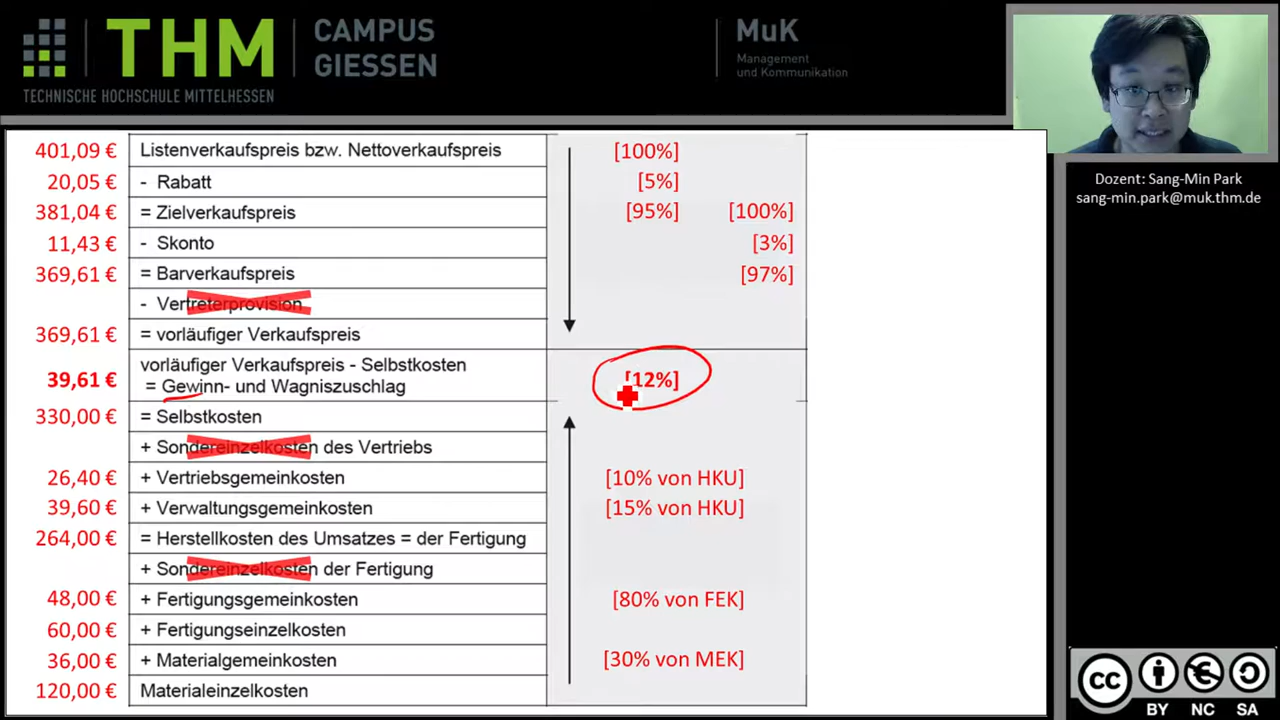 THM
CAMPUS
GIESSEN
TECHNISCHE HOCHSCHULE MITTELHESSEN
MuK
Management
und Kommunikation
401,09 € Listenverkaufspreis bzw. Nettoverkaufspreis [100%]
20,05 € - Rabatt [5%]
381,04 € = Zielverkaufspreis [95%] [100%]
11,43 € - Skonto [3%]
369,61 € = Barverkaufspreis [97%]
- Vertreterprovision
369,61 € = vorläufiger Verkaufspreis
vorläufiger Verkaufspreis - Selbstkosten
39,61 € = Gewinn- und Wagniszuschlag [12%]
330,00 € = Selbstkosten
+ Sondereinzelkosten des Vertriebs
26,40 € + Vertriebsgemeinkosten [10% von HKU]
39,60 € + Verwaltungsgemeinkosten [15% von HKU]
264,00 € = Herstellkosten des Umsatzes = der Fertigung
+ Sondereinzelkosten der Fertigung
48,00 € + Fertigungsgemeinkosten [80% von FEK]
60,00 € + Fertigungseinzelkosten
36,00 € + Materialgemeinkosten [30% von MEK]
120,00 € Materialeinzelkosten
Dozent: Sang-Min Park
sang-min.park@muk.thm.de
CC
BY NC SA